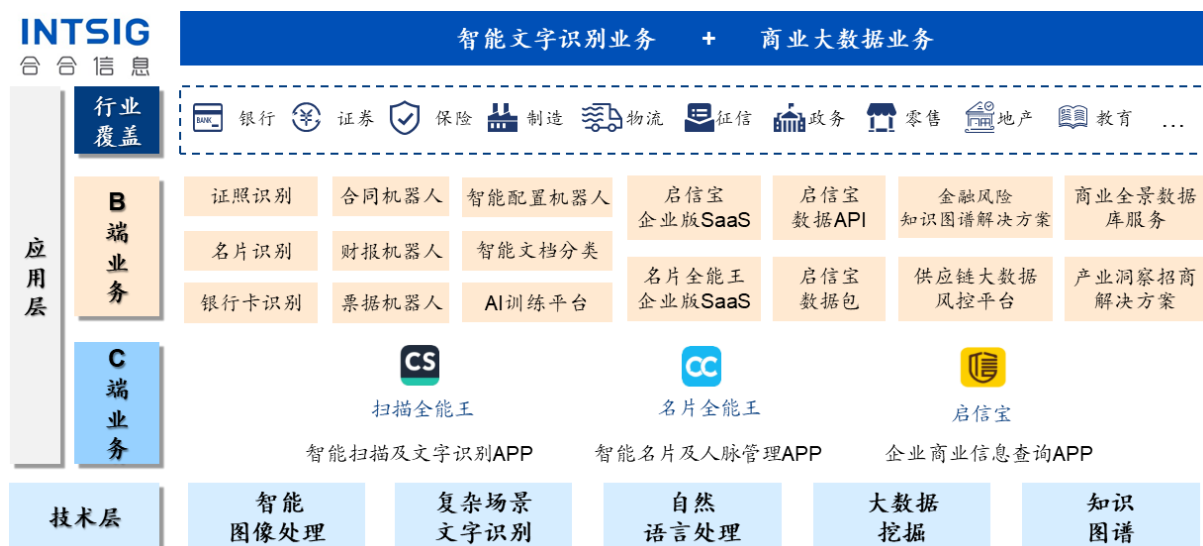 INTSIG
合合信息
智能文字识别业务 + 商业大数据业务
应用层
行业
覆盖
BANK
银行
证券
保险
制造
物流
征信
政务
零售
地产
教育
...
B
端
业
务
证照识别
合同机器人
智能配置机器人
名片识别
财报机器人
智能文档分类
银行卡识别
票据机器人
AI训练平台
启信宝
企业版SaaS
启信宝
数据API
金融风险
知识图谱解决方案
商业全景数据
库服务
名片全能王
企业版SaaS
启信宝
数据包
供应链大数据
风控平台
产业洞察招商
解决方案
C
端
业
务
CS
扫描全能王
智能扫描及文字识别APP
CC
名片全能王
智能名片及人脉管理APP
信
启信宝
企业商业信息查询APP
技术层
智能
图像处理
复杂场景
文字识别
自然
语言处理
大数据
挖掘
知识
图谱